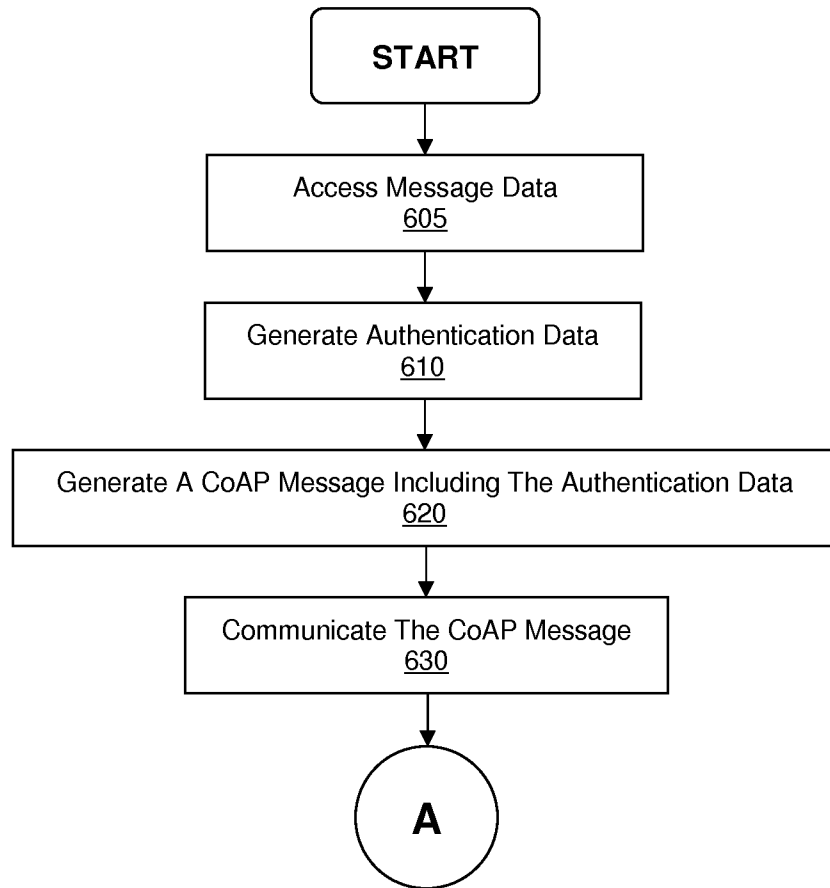 START
Access Message Data
605
Generate Authentication Data
610
Generate A CoAP Message Including The Authentication Data
620
Communicate The CoAP Message
630
A